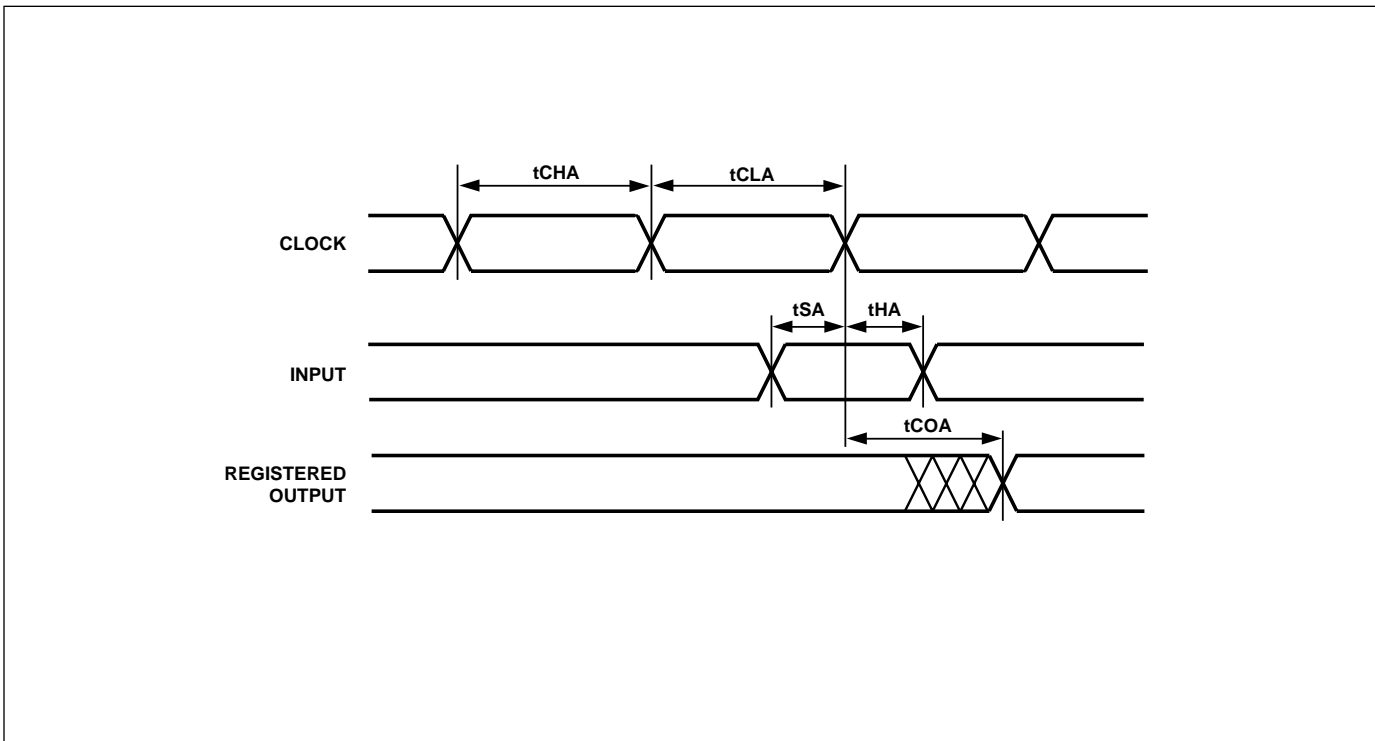 tCHA
tCLA
CLOCK
tSA
tHA
INPUT
tCOA
REGISTERED
OUTPUT